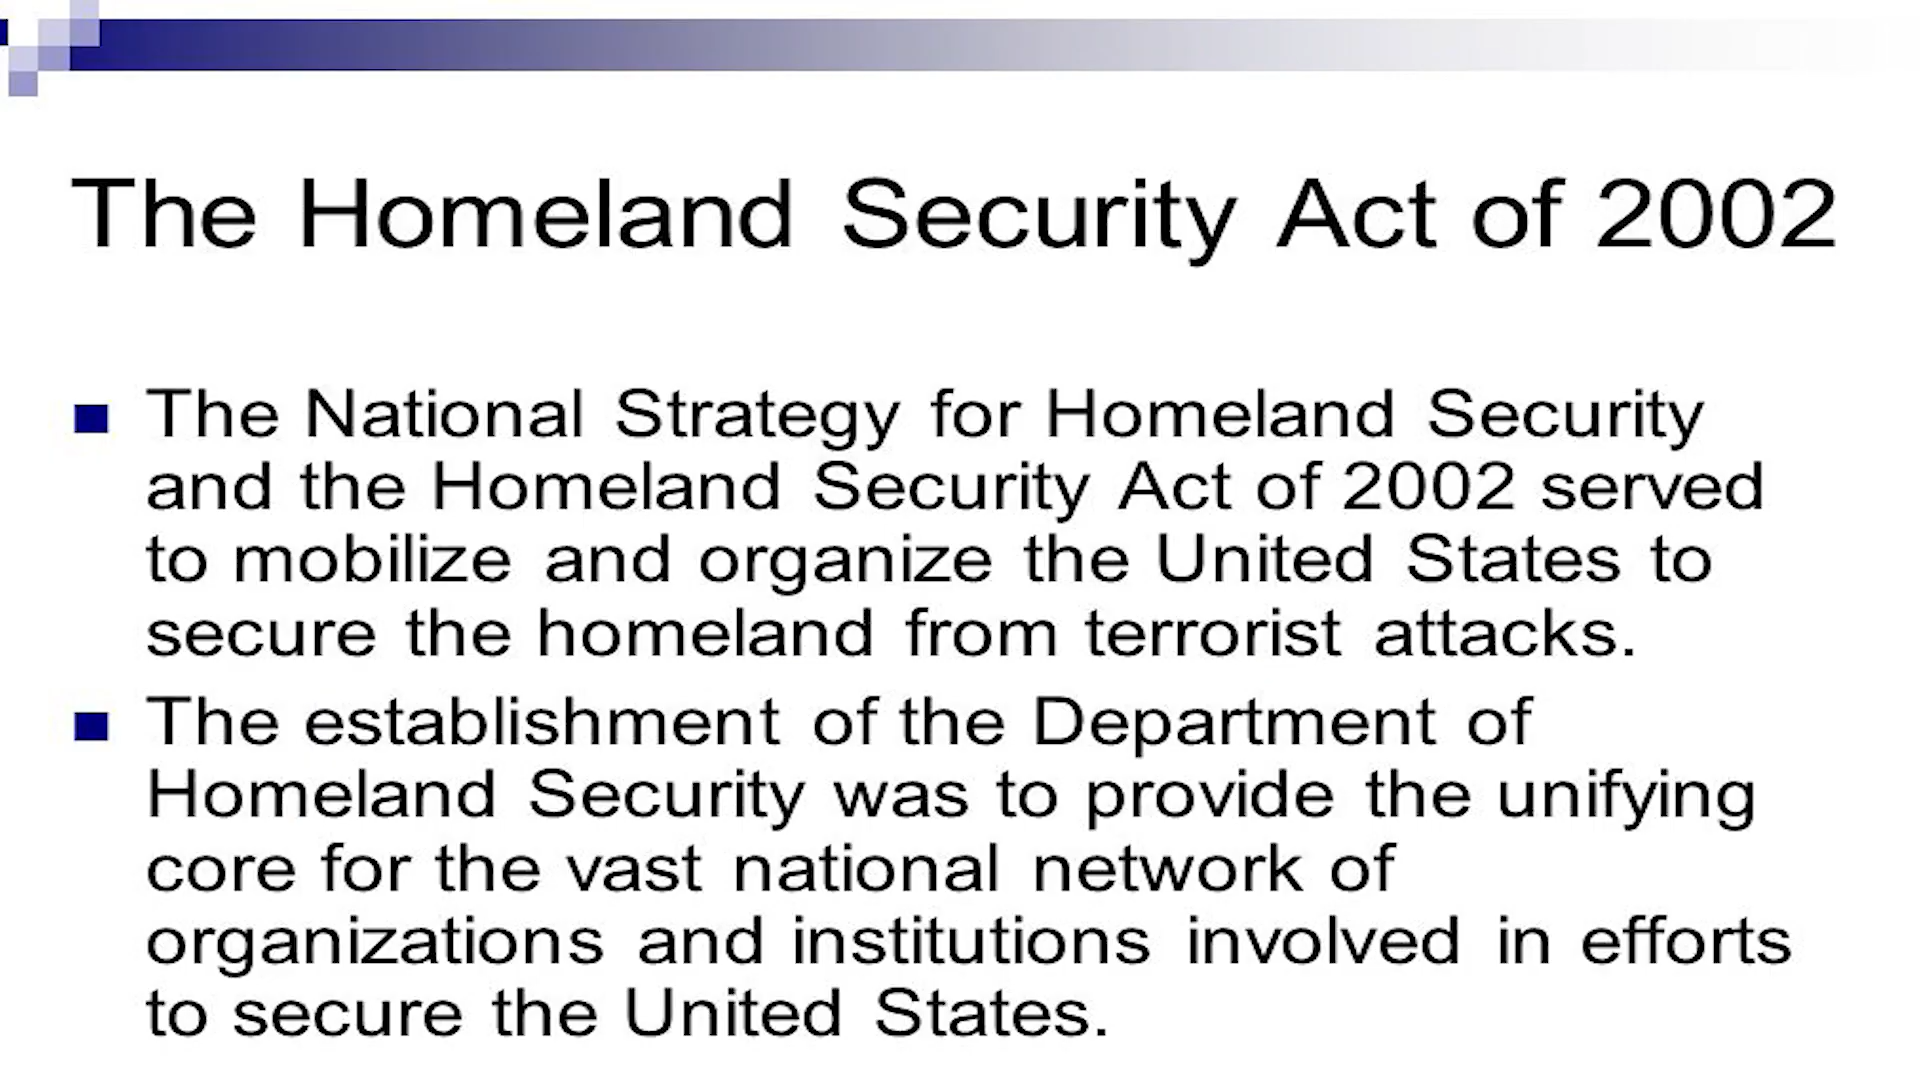 The Homeland Security Act of 2002
The National Strategy for Homeland Security
and the Homeland Security Act of 2002 served
to mobilize and organize the United States to
secure the homeland from terrorist attacks.
The establishment of the Department of
Homeland Security was to provide the unifying
core for the vast national network of
organizations and institutions involved in efforts
to secure the United States.